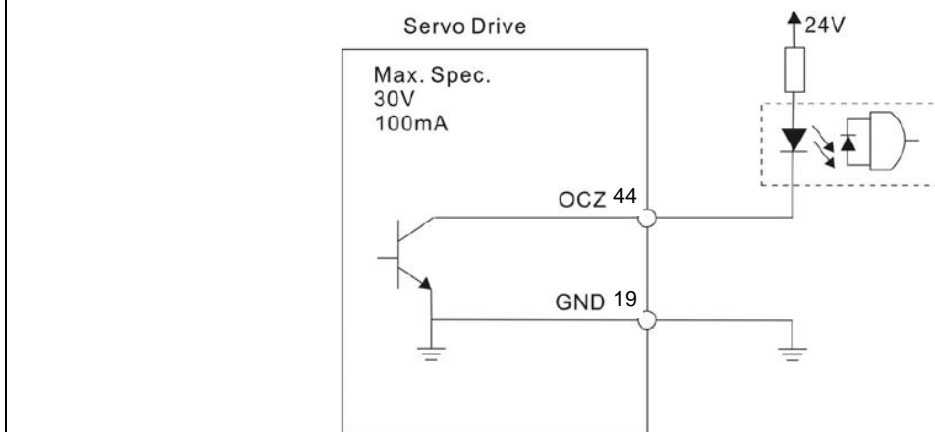 Servo Drive
24V
Max. Spec.
30V
100mA
OCZ 44
GND 19